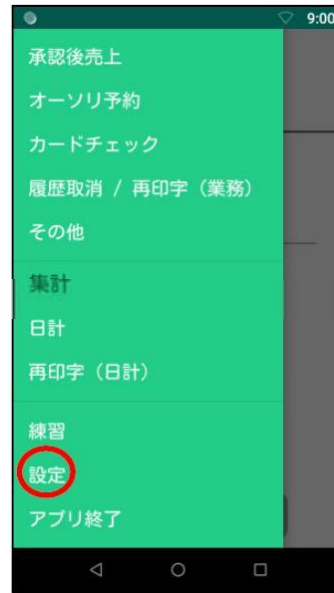 9:00
承認後売上
オーソリ予約
カードチェック
履歴取消 / 再印字（業務）
その他
集計
日計
再印字（日計）
練習
設定
アプリ終了